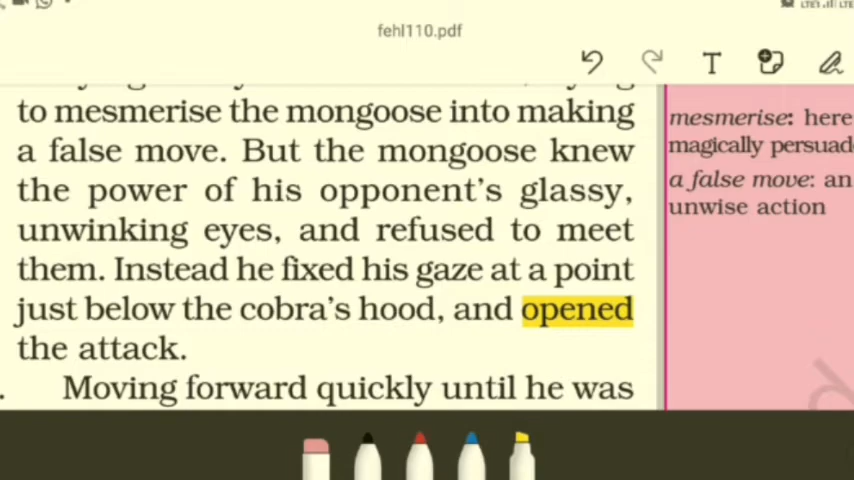 fehl110.pdf
T
to mesmerise the mongoose into making
a false move. But the mongoose knew
the power of his opponent's glassy,
unwinking eyes, and refused to meet
them. Instead he fixed his gaze at a point
just below the cobra's hood, and opened
the attack.
Moving forward quickly until he was
mesmerise: here
magically persuad
a false move: an
unwise action